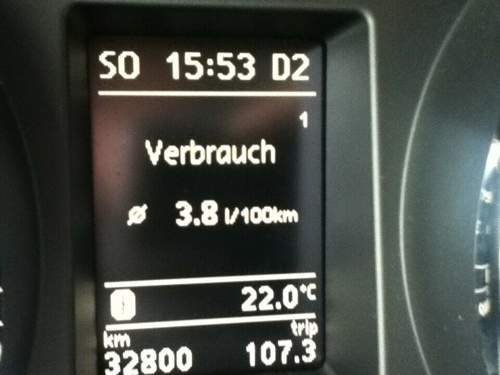 SO 15:53 D2
1
Verbrauch
ø 3.8 l/100km
22.0°C
km trip
32800 107.3